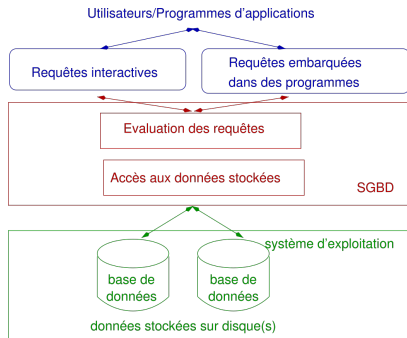 Utilisateurs/Programmes d'applications
Requêtes interactives
Requêtes embarquées
dans des programmes
Evaluation des requêtes
Accès aux données stockées
SGBD
système d'exploitation
base de
données
base de
données
données stockées sur disque(s)